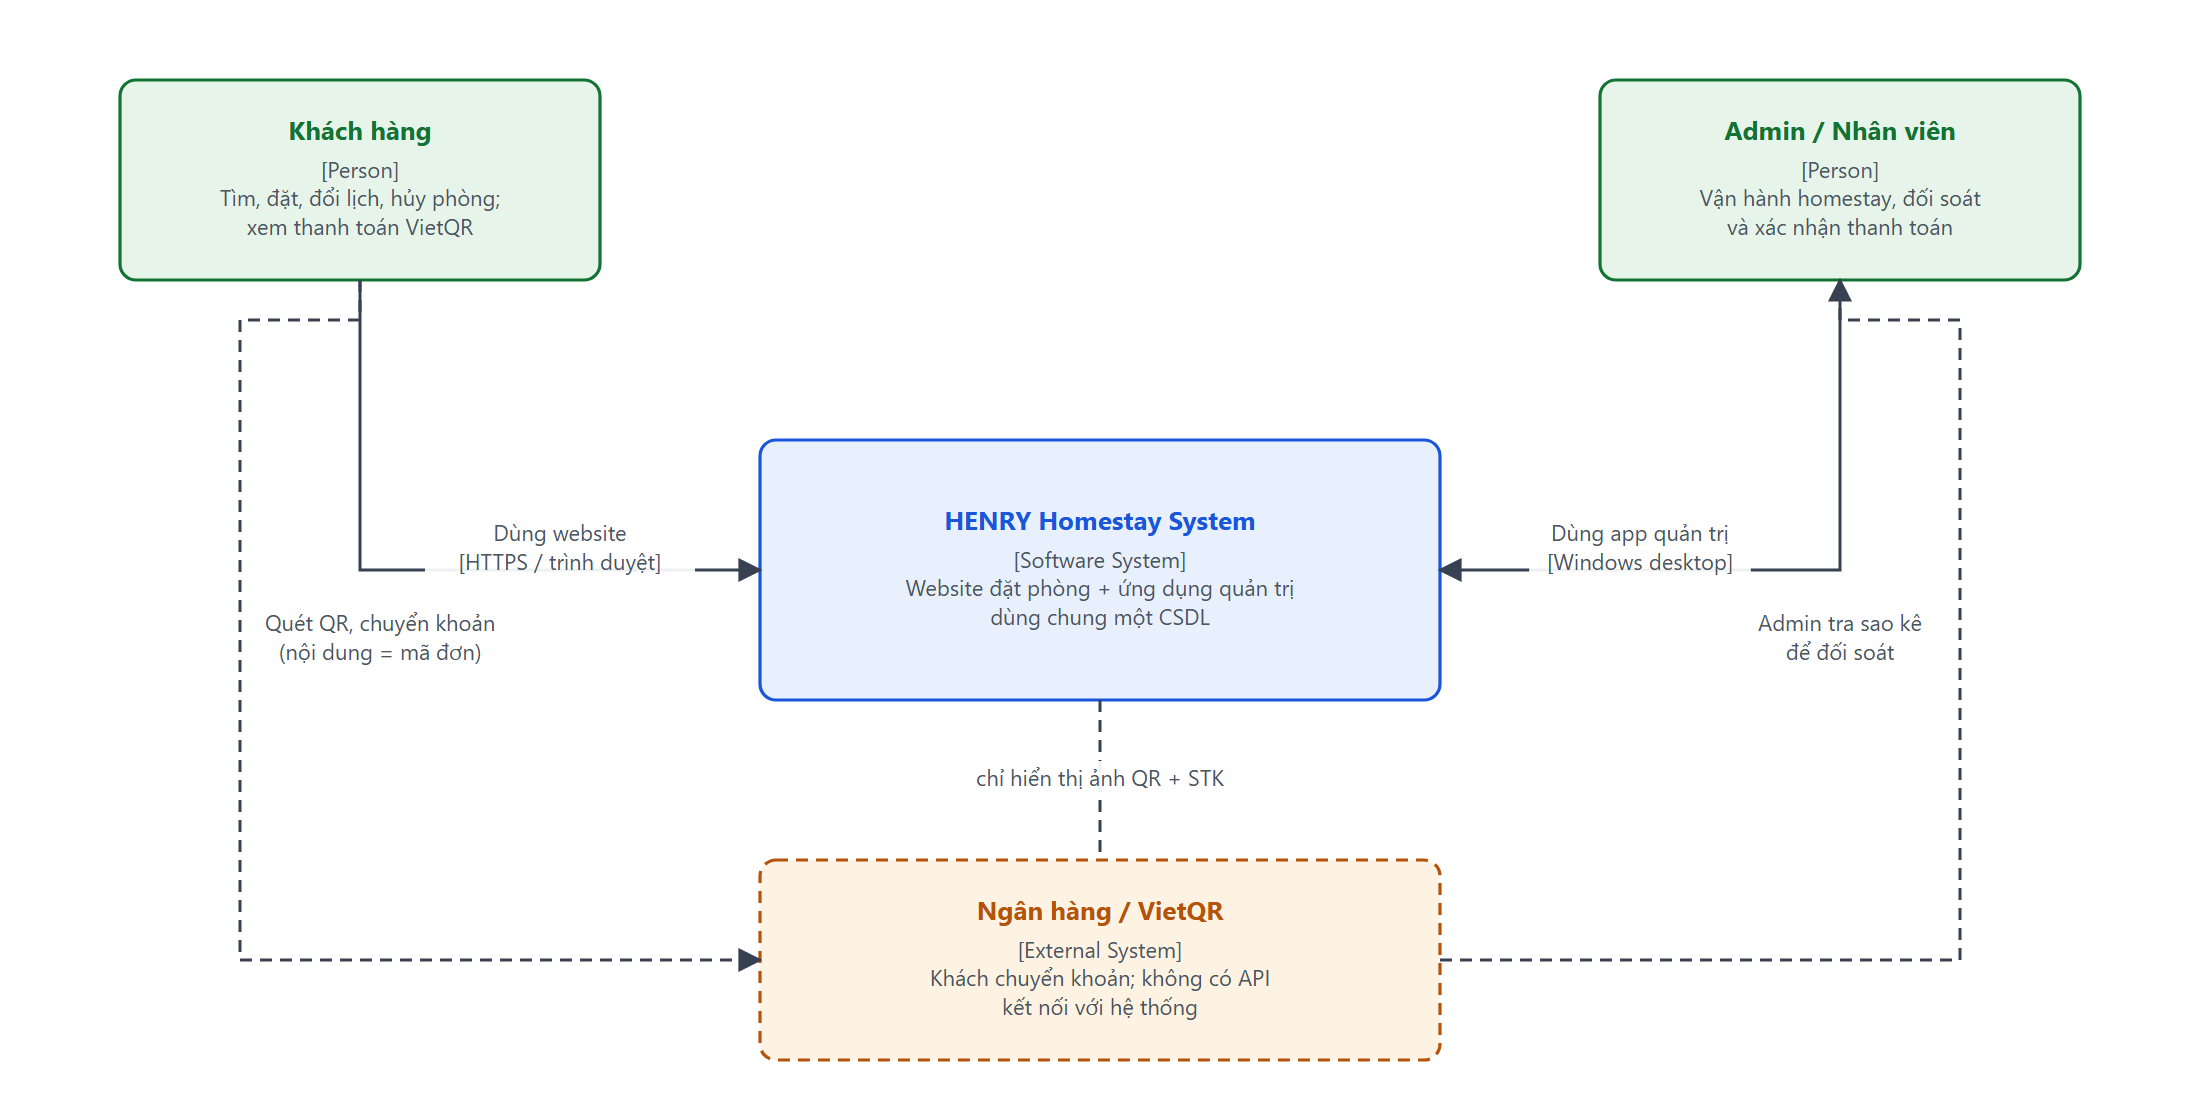 Khách hàng
[Person]
Tìm, đặt, đổi lịch, hủy phòng;
xem thanh toán VietQR
Admin / Nhân viên
[Person]
Vận hành homestay, đối soát
và xác nhận thanh toán
HENRY Homestay System
[Software System]
Website đặt phòng + ứng dụng quản trị
dùng chung một CSDL
Dùng website
[HTTPS / trình duyệt]
Dùng app quản trị
[Windows desktop]
Quét QR, chuyển khoản
(nội dung = mã đơn)
Admin tra sao kê
để đối soát
chỉ hiển thị ảnh QR + STK
Ngân hàng / VietQR
[External System]
Khách chuyển khoản; không có API
kết nối với hệ thống